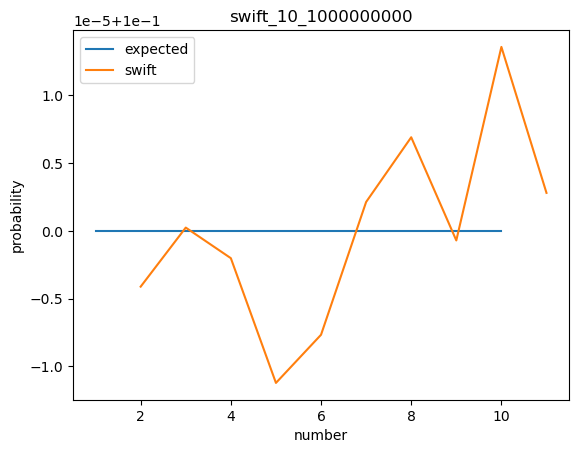 swift_10_1000000000
1e−5+1e−1
expected
swift
1.0
0.5
0.0
−0.5
−1.0
probability
2
4
6
8
10
number